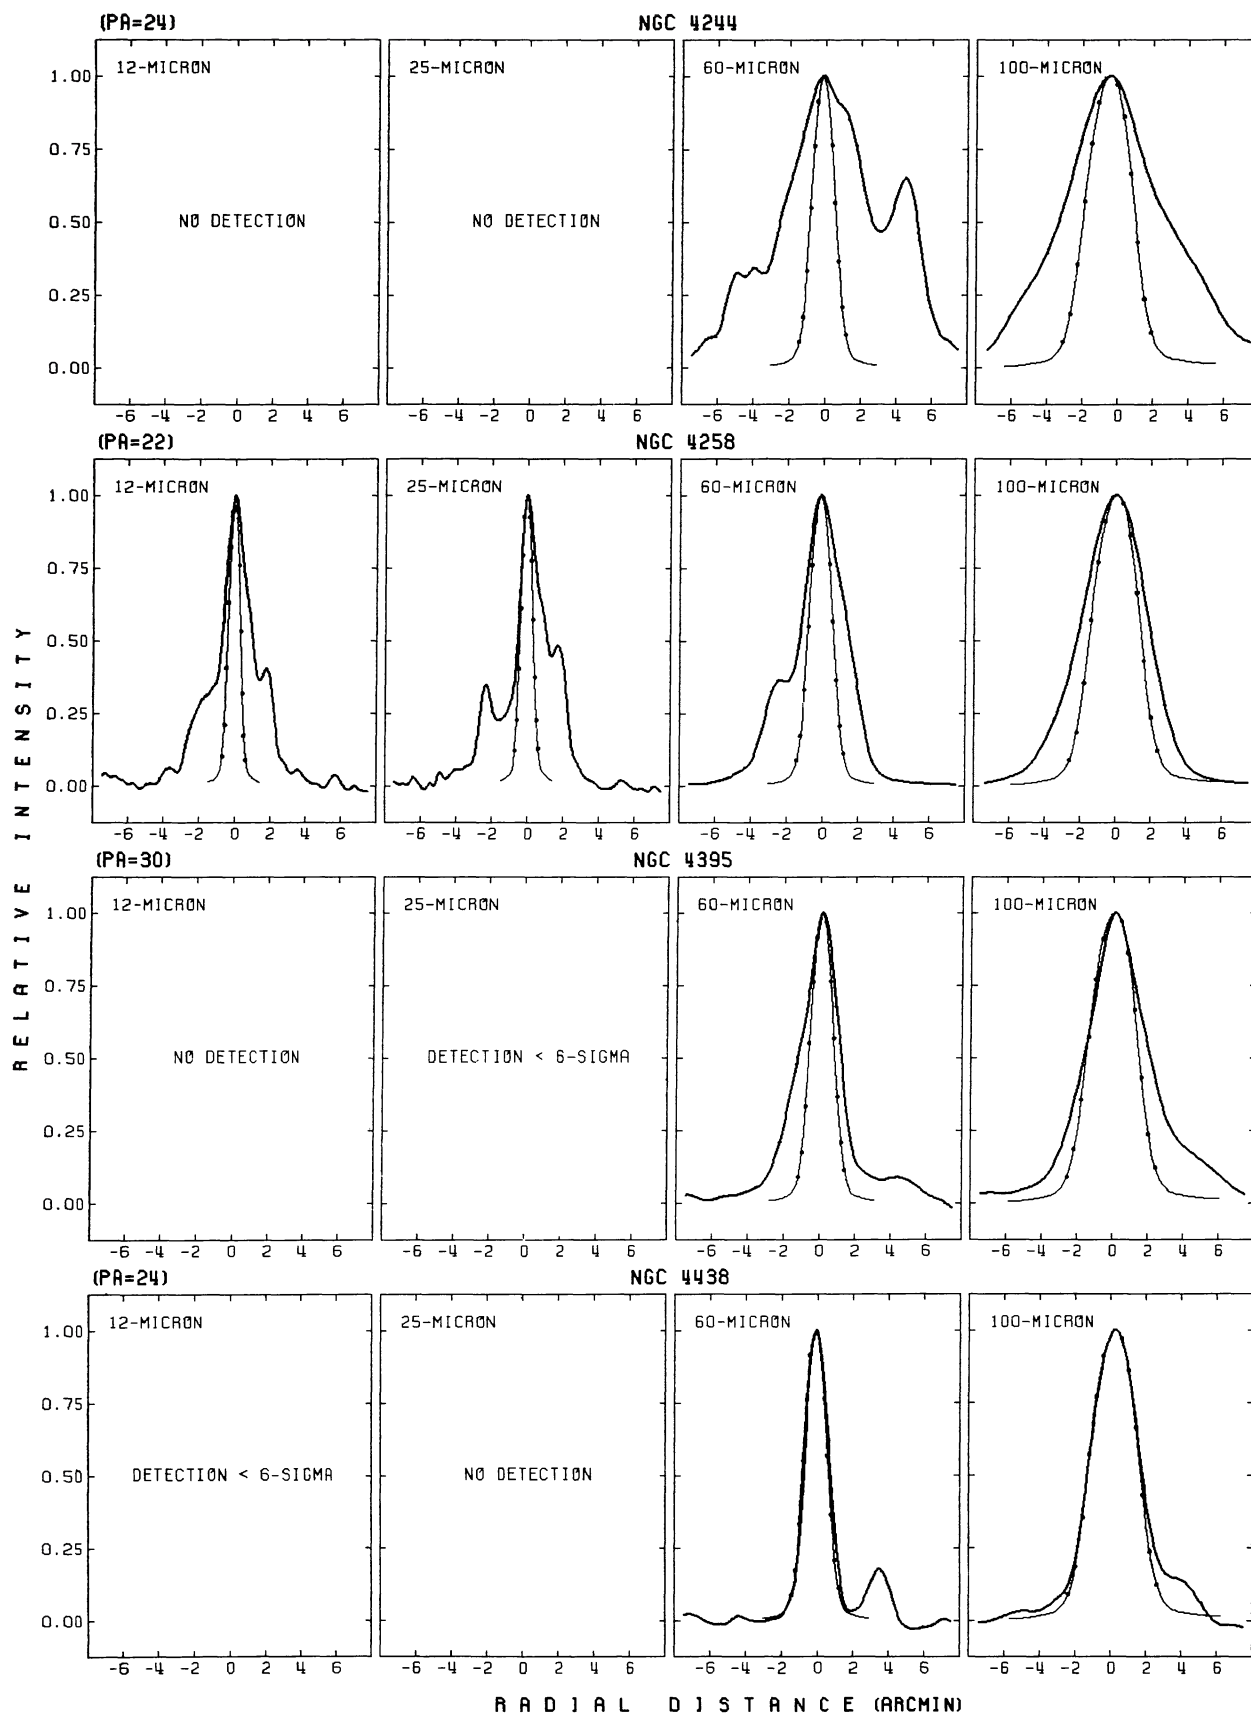 (PA=24) NGC 4244
12-MICRON 25-MICRON 60-MICRON 100-MICRON
1.00
0.75
NO DETECTION NO DETECTION
0.50
0.25
0.00
-6 -4 -2 0 2 4 6 -6 -4 -2 0 2 4 6 -6 -4 -2 0 2 4 6 -6 -4 -2 0 2 4 6
(PA=22) NGC 4258
12-MICRON 25-MICRON 60-MICRON 100-MICRON
1.00
0.75
0.50
0.25
0.00
-6 -4 -2 0 2 4 6 -6 -4 -2 0 2 4 6 -6 -4 -2 0 2 4 6 -6 -4 -2 0 2 4 6
RELATIVE INTENSITY
(PA=30) NGC 4395
12-MICRON 25-MICRON 60-MICRON 100-MICRON
1.00
0.75
NO DETECTION DETECTION < 6-SIGMA
0.50
0.25
0.00
-6 -4 -2 0 2 4 6 -6 -4 -2 0 2 4 6 -6 -4 -2 0 2 4 6 -6 -4 -2 0 2 4 6
(PA=24) NGC 4438
12-MICRON 25-MICRON 60-MICRON 100-MICRON
1.00
0.75
DETECTION < 6-SIGMA NO DETECTION
0.50
0.25
0.00
-6 -4 -2 0 2 4 6 -6 -4 -2 0 2 4 6 -6 -4 -2 0 2 4 6 -6 -4 -2 0 2 4 6
RADIAL DISTANCE (ARCMIN)